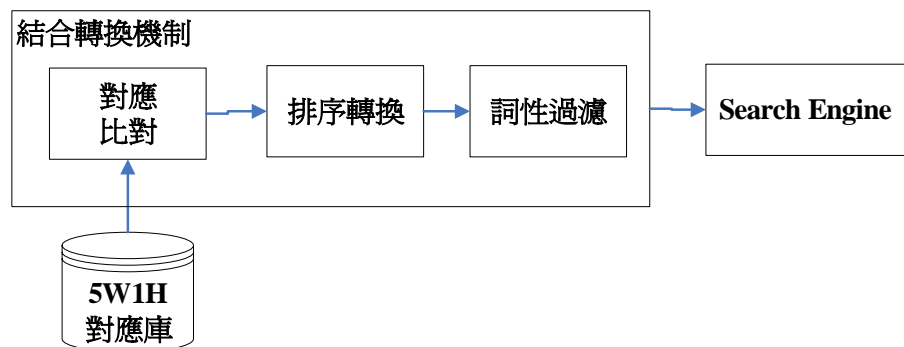 結合轉換機制
對應
比對
排序轉換
詞性過濾
Search Engine
5W1H
對應庫